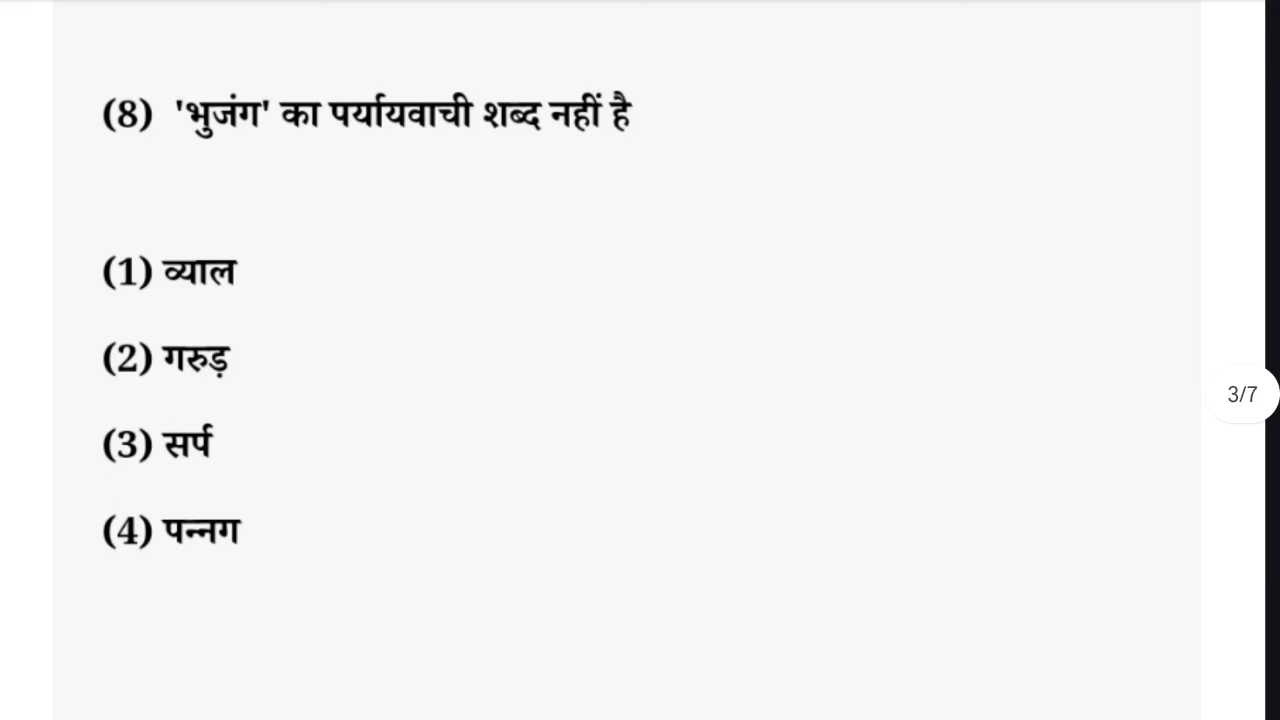 (8) 'भुजंग' का पर्यायवाची शब्द नहीं है
(1) व्याल
(2) गरुड़
(3) सर्प
(4) पन्नग
3/7